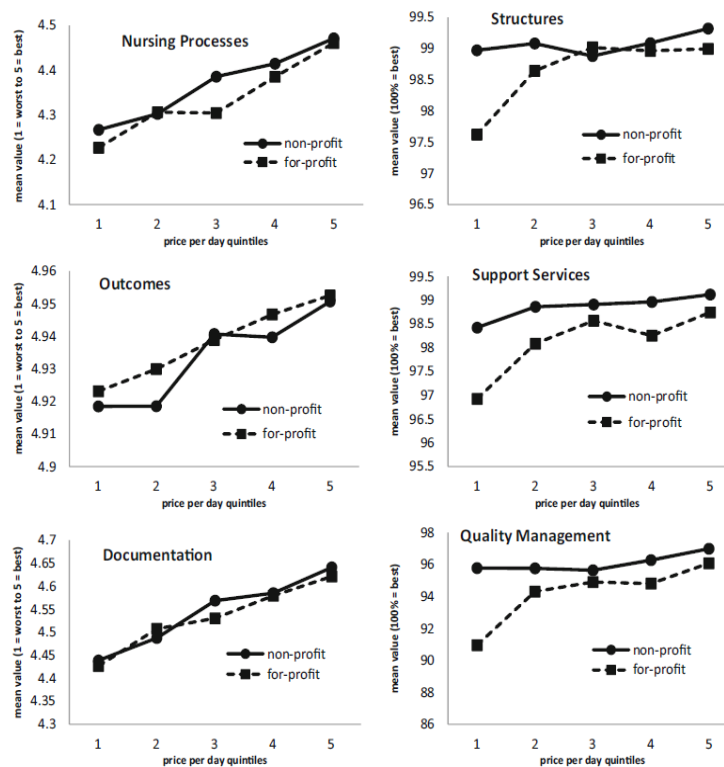 Nursing Processes
mean value (1 = worst to 5 = best)
4.5
4.4
4.3
4.2
4.1
non-profit
for-profit
1 2 3 4 5
price per day quintiles
Structures
mean value (100% = best)
99.5
99
98.5
98
97.5
97
96.5
non-profit
for-profit
1 2 3 4 5
price per day quintiles
Outcomes
mean value (1 = worst to 5 = best)
4.96
4.95
4.94
4.93
4.92
4.91
4.9
non-profit
for-profit
1 2 3 4 5
price per day quintiles
Support Services
mean value (100% = best)
99.5
99
98.5
98
97.5
97
96.5
96
95.5
non-profit
for-profit
1 2 3 4 5
price per day quintiles
Documentation
mean value (1 = worst to 5 = best)
4.7
4.65
4.6
4.55
4.5
4.45
4.4
4.35
4.3
non-profit
for-profit
1 2 3 4 5
price per day quintiles
Quality Management
mean value (100% = best)
98
96
94
92
90
88
86
non-profit
for-profit
1 2 3 4 5
price per day quintiles